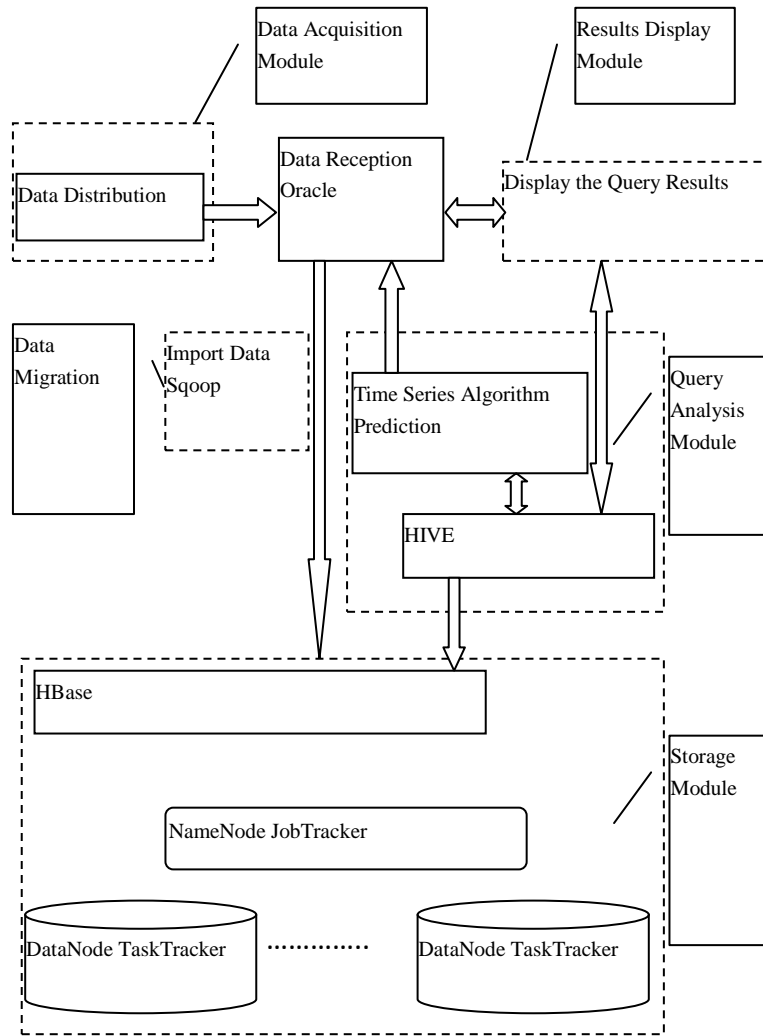 Data Acquisition
Module
Results Display
Module
Data Reception
Oracle
Display the Query Results
Data Distribution
Data
Migration
Import Data
Sqoop
Time Series Algorithm
Prediction
Query
Analysis
Module
HIVE
HBase
Storage
Module
NameNode JobTracker
DataNode TaskTracker
…………..
DataNode TaskTracker